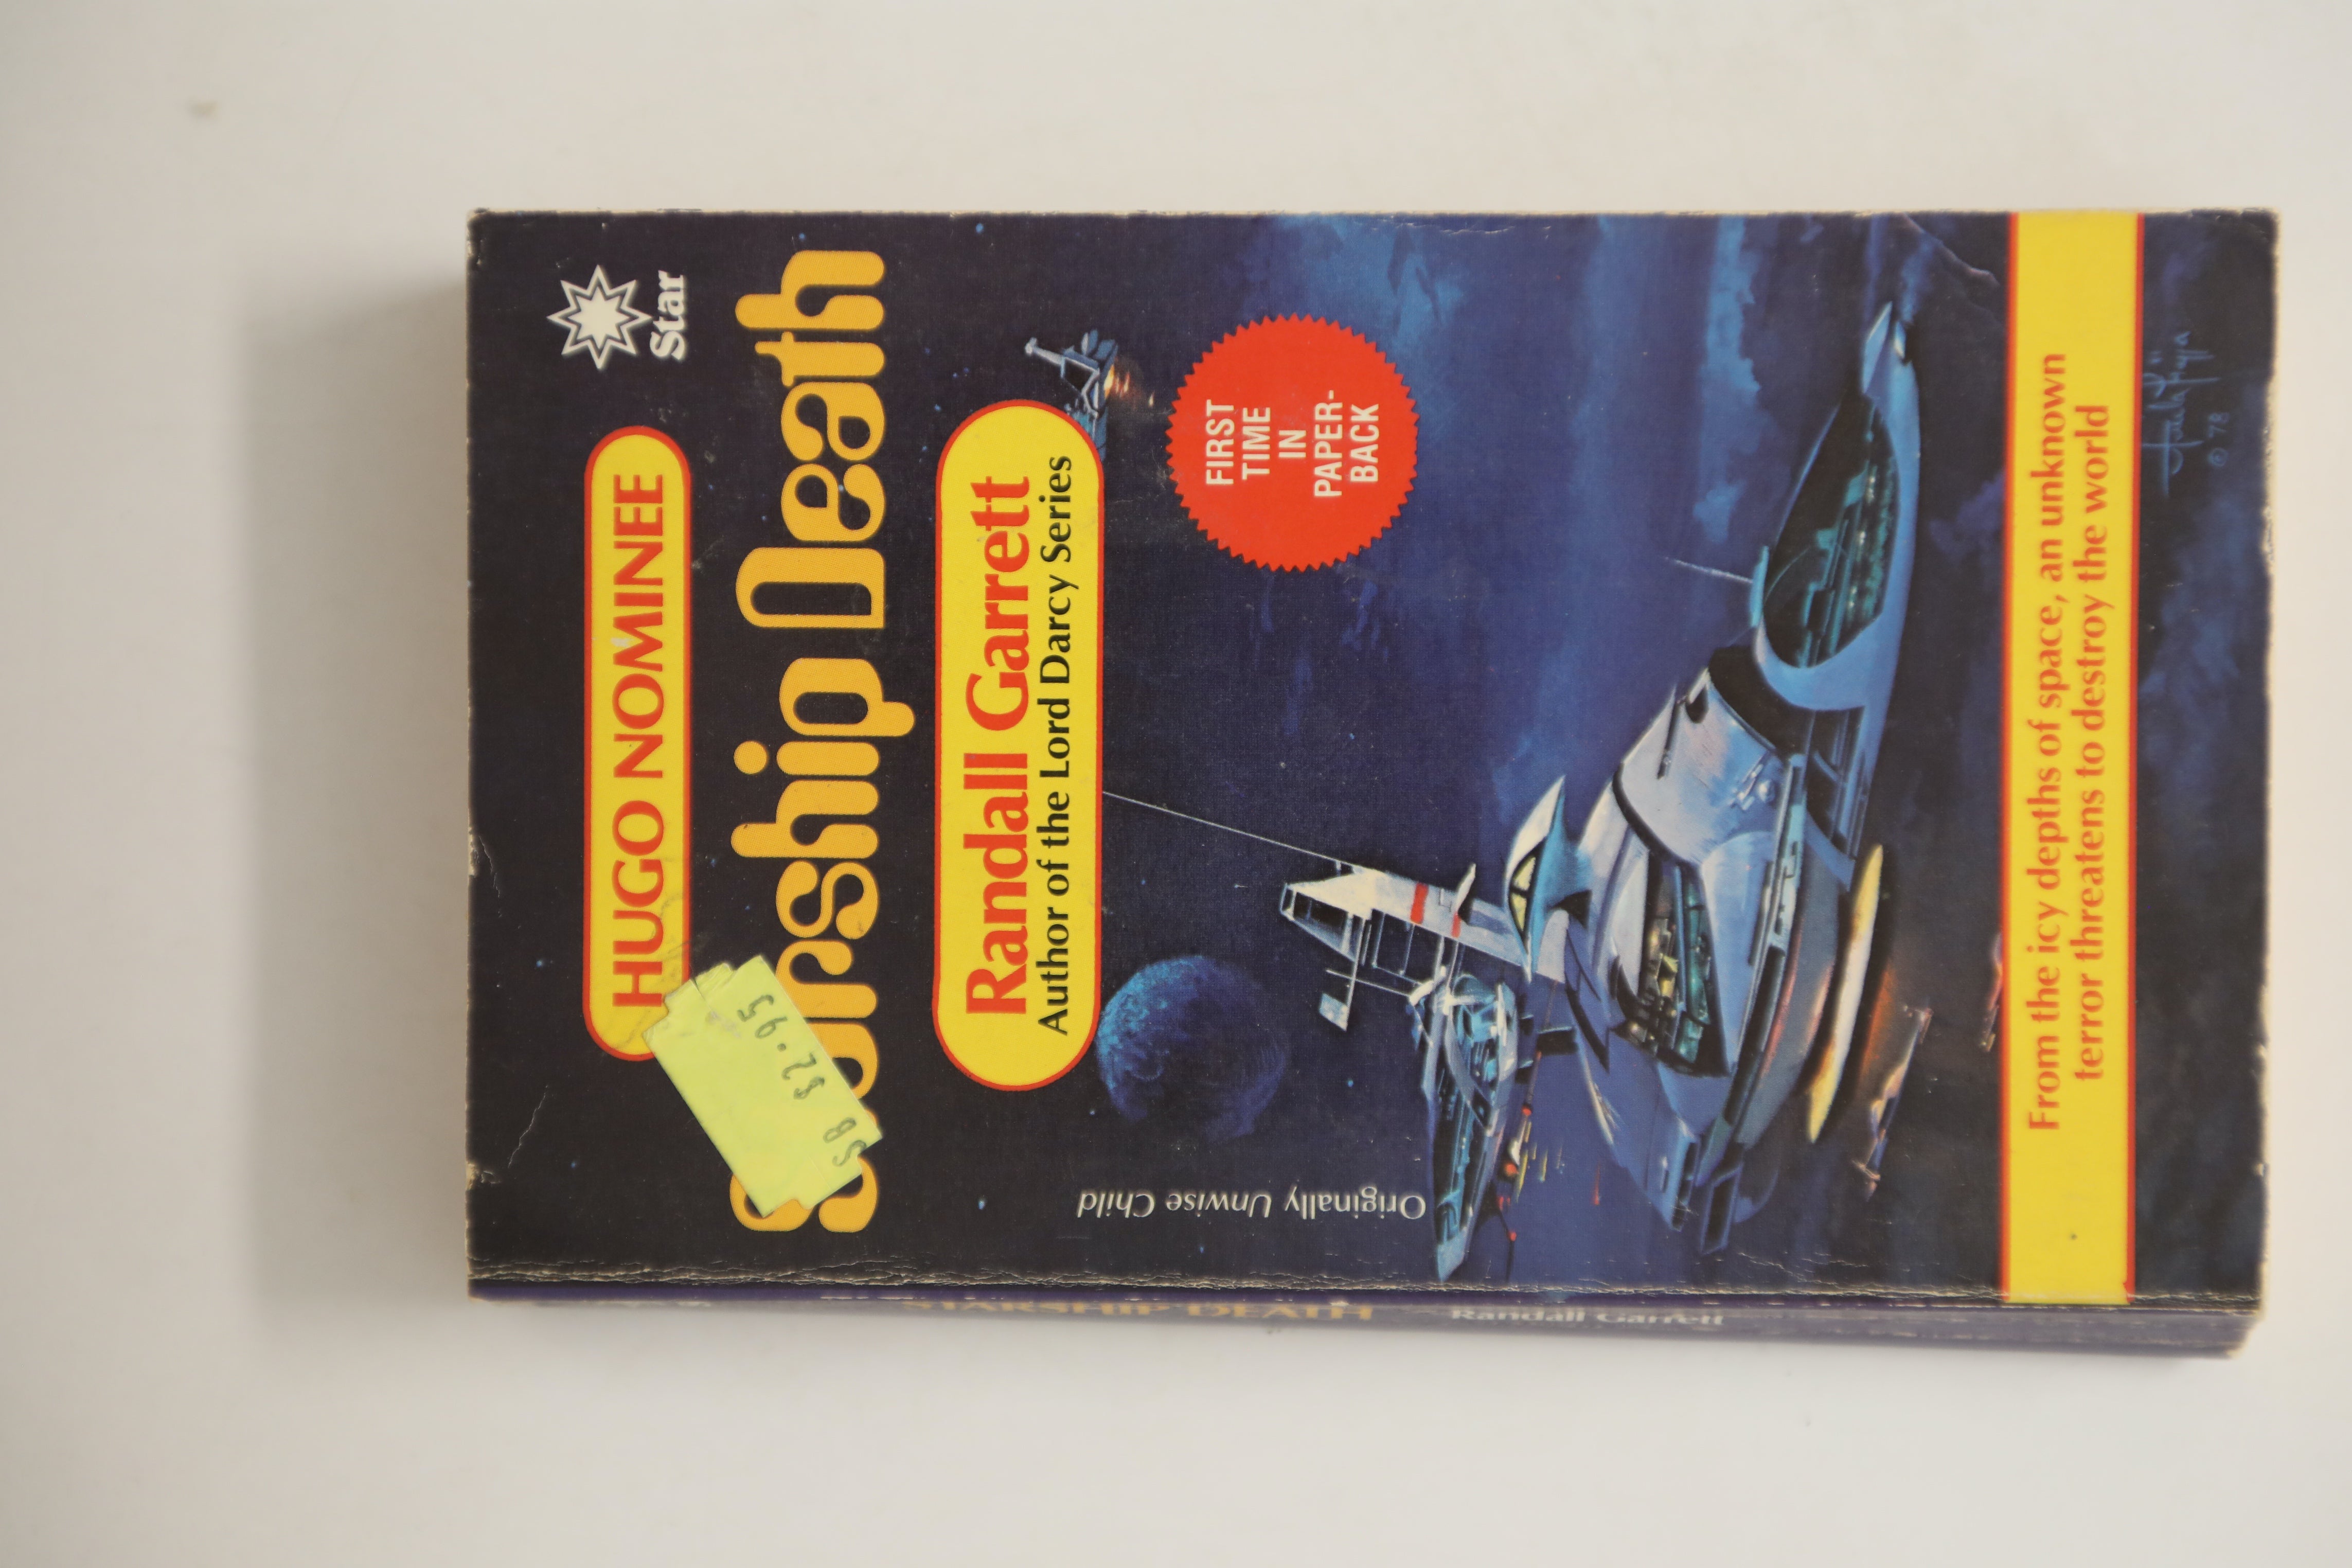 Star
HUGO NOMINEE
Starship Death
SB $2.95
Randall Garrett
Author of the Lord Darcy Series
FIRST
TIME
IN
PAPER-
BACK
Originally Unwise Child
From the icy depths of space, an unknown
terror threatens to destroy the world
© 78
STARSHIP DEATH Randall Garrett